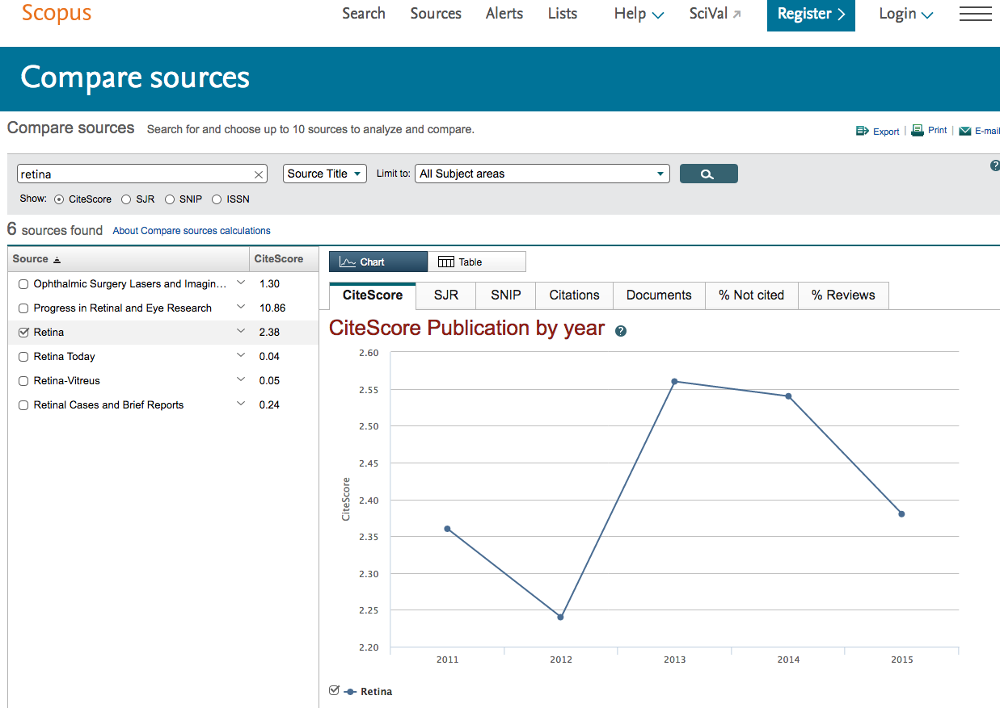 Scopus
Search Sources Alerts Lists Help SciVal Register Login
Compare sources
Compare sources Search for and choose up to 10 sources to analyze and compare.
Export | Print | E-mail
retina Source Title Limit to: All Subject areas
Show: CiteScore SJR SNIP ISSN
6 sources found About Compare sources calculations
Source CiteScore
Ophthalmic Surgery Lasers and Imagin... 1.30
Progress in Retinal and Eye Research 10.86
Retina 2.38
Retina Today 0.04
Retina-Vitreus 0.05
Retinal Cases and Brief Reports 0.24
Chart Table
CiteScore SJR SNIP Citations Documents % Not cited % Reviews
CiteScore Publication by year ?
2.60
2.55
2.50
2.45
2.40
2.35
2.30
2.25
2.20
CiteScore
2011 2012 2013 2014 2015
Retina